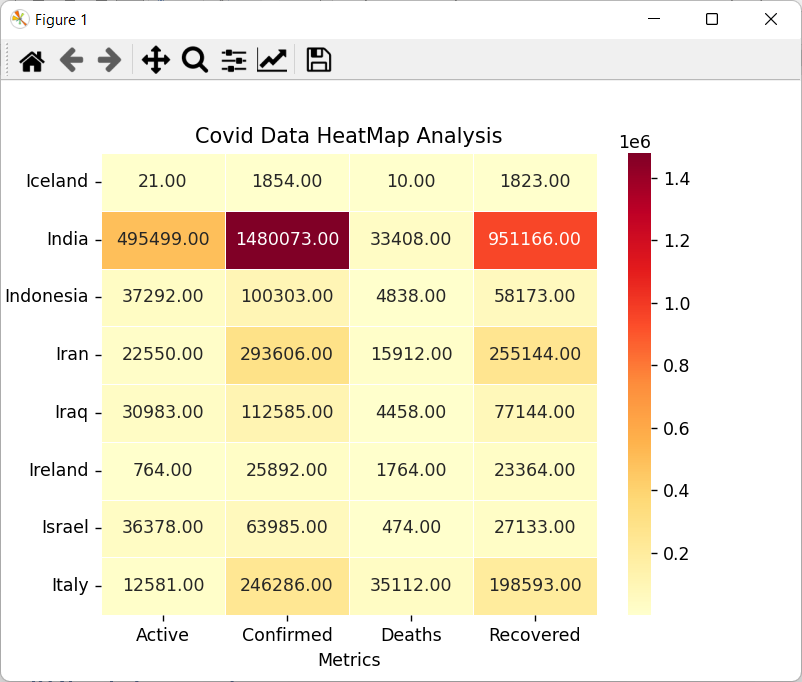 Figure 1
Covid Data HeatMap Analysis
1e6
Iceland 21.00 1854.00 10.00 1823.00
India 495499.00 1480073.00 33408.00 951166.00
Indonesia 37292.00 100303.00 4838.00 58173.00
Iran 22550.00 293606.00 15912.00 255144.00
Iraq 30983.00 112585.00 4458.00 77144.00
Ireland 764.00 25892.00 1764.00 23364.00
Israel 36378.00 63985.00 474.00 27133.00
Italy 12581.00 246286.00 35112.00 198593.00
Active Confirmed Deaths Recovered
Metrics
1.4
1.2
1.0
0.8
0.6
0.4
0.2